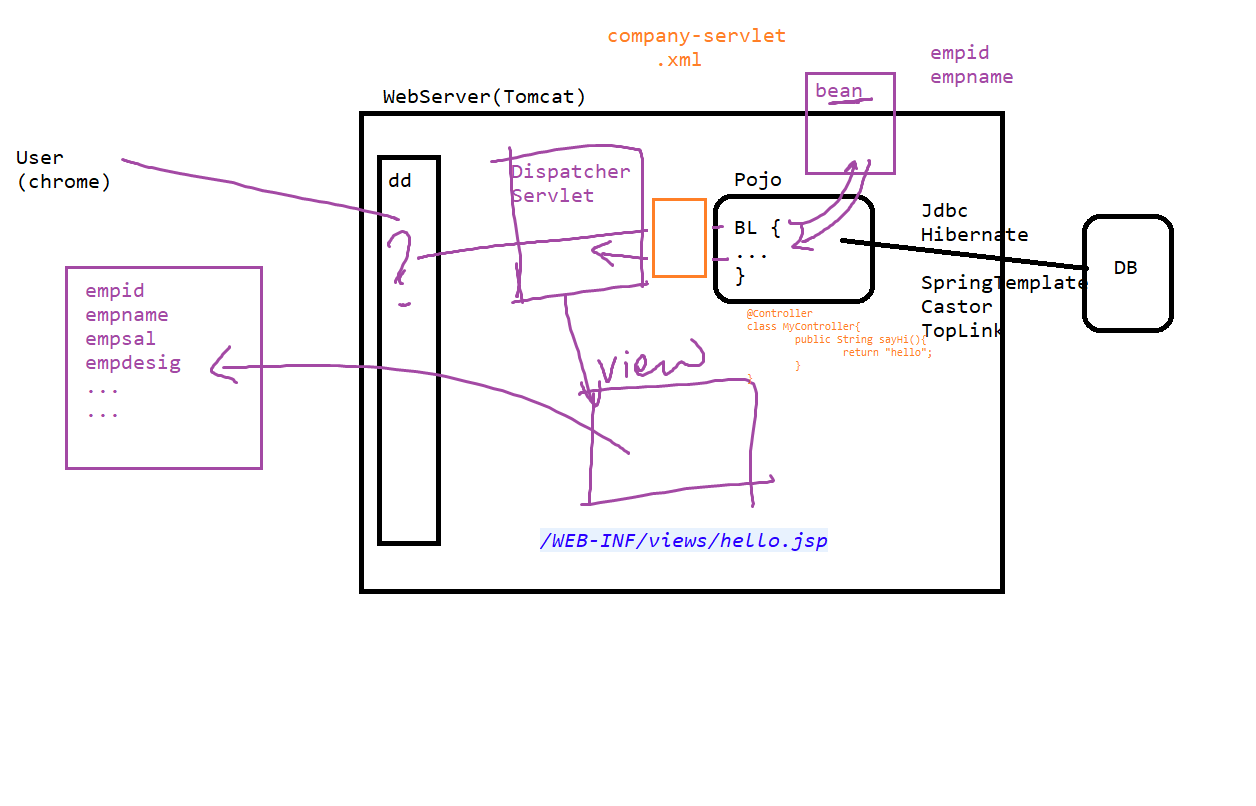 company-servlet
.xml
empid
empname
bean
WebServer(Tomcat)
User
(chrome)
dd
Dispatcher
Servlet
Pojo
BL {
...
}
Jdbc
Hibernate
SpringTemplate
Castor
TopLink
DB
?
empid
empname
empsal
empdesig
...
...
@Controller
class MyController{
public String sayHi(){
return "hello";
}
}
view
/WEB-INF/views/hello.jsp